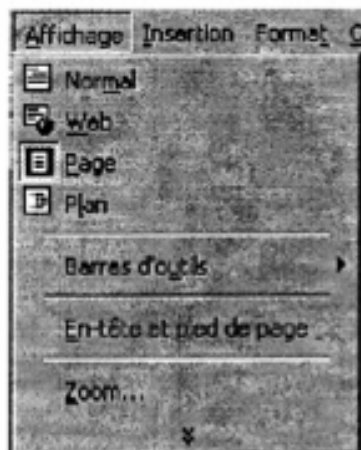 Affichage Insertion Format
Normal
Web
Page
Plan
Barres d'outils
En-tête et pied de page
Zoom...